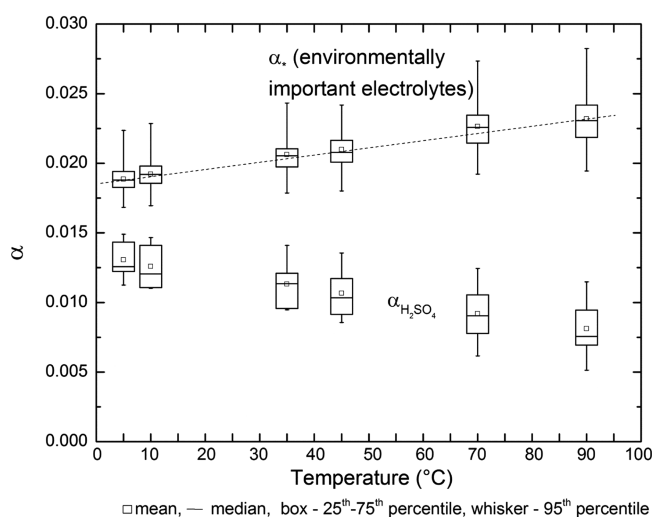 0.030
0.025
0.020
0.015
0.010
0.005
0.000
α
α* (environmentally
important electrolytes)
αH₂SO₄
0 10 20 30 40 50 60 70 80 90 100
Temperature (°C)
□ mean, — median, box - 25th-75th percentile, whisker - 95th percentile